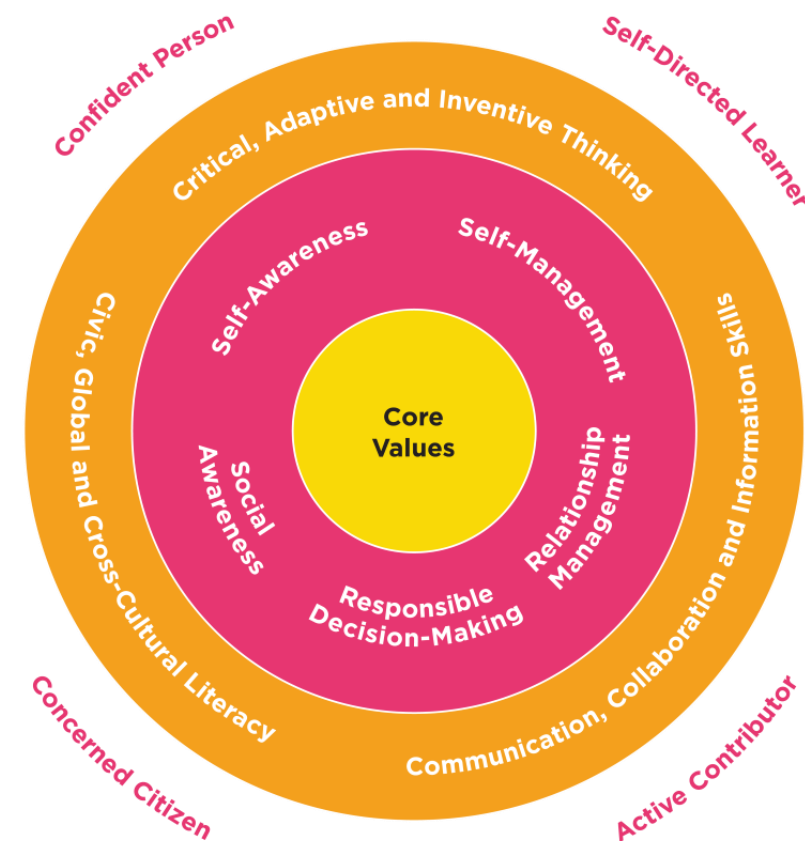 Confident Person
Self-Directed Learner
Critical, Adaptive and Inventive Thinking
Self-Awareness
Self-Management
Civic, Global and Cross-Cultural Literacy
Communication, Collaboration and Information Skills
Core
Values
Social
Awareness
Relationship
Management
Responsible
Decision-Making
Concerned Citizen
Active Contributor